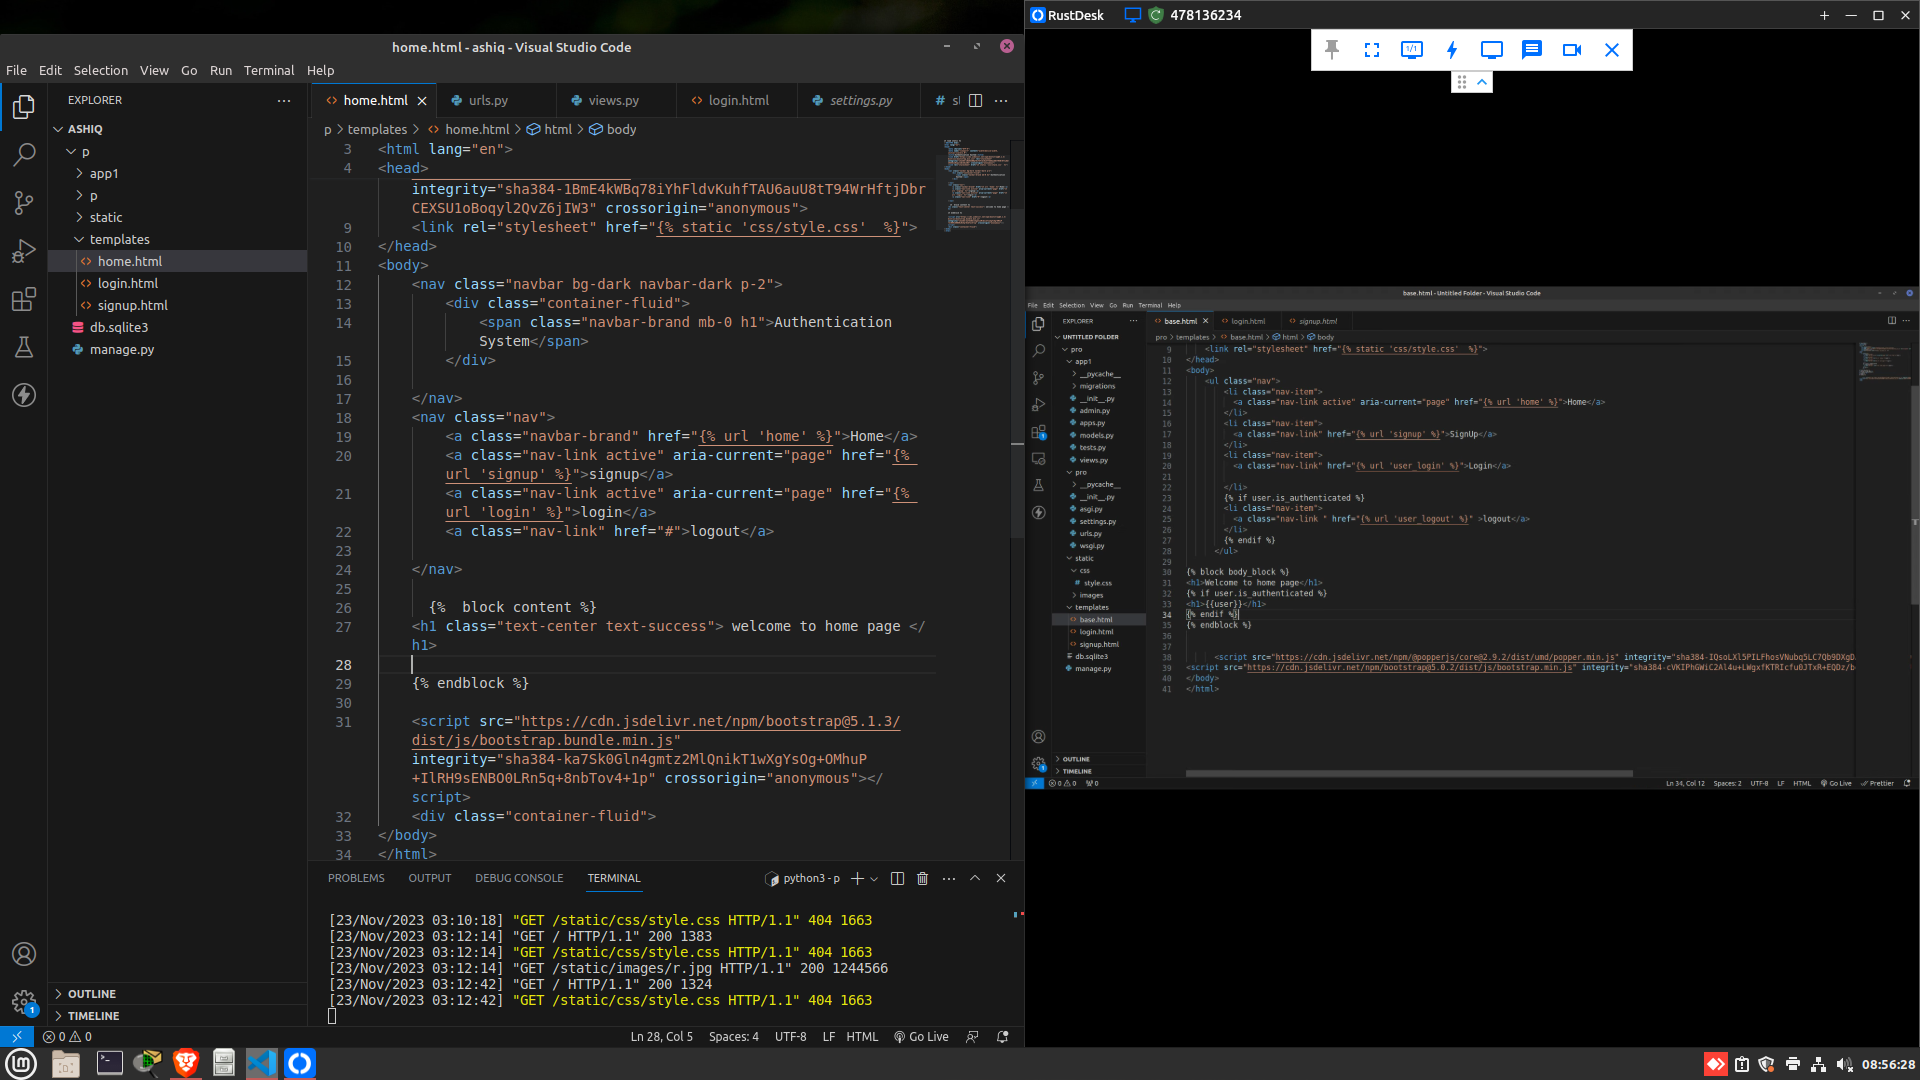 home.html - ashiq - Visual Studio Code
File Edit Selection View Go Run Terminal Help
EXPLORER
ASHIQ
p
app1
p
static
templates
home.html
login.html
signup.html
db.sqlite3
manage.py
OUTLINE
TIMELINE
home.html
urls.py
views.py
login.html
settings.py
p > templates > home.html > html > body
3 <html lang="en">
4 <head>
integrity="sha384-1BmE4kWBq78iYhFldvKuhfTAU6auU8tT94WrHftjDbr
CEXSU1oBoqyl2QvZ6jIW3" crossorigin="anonymous">
9 <link rel="stylesheet" href="{% static 'css/style.css'  %}">
10 </head>
11 <body>
12 <nav class="navbar bg-dark navbar-dark p-2">
13 <div class="container-fluid">
14 <span class="navbar-brand mb-0 h1">Authentication
System</span>
15 </div>
16
17 </nav>
18 <nav class="nav">
19 <a class="navbar-brand" href="{% url 'home' %}">Home</a>
20 <a class="nav-link active" aria-current="page" href="{%
url 'signup' %}">signup</a>
21 <a class="nav-link active" aria-current="page" href="{%
url 'login' %}">login</a>
22 <a class="nav-link" href="#">logout</a>
23
24 </nav>
25
26 {%  block content %}
27 <h1 class="text-center text-success"> welcome to home page </
h1>
28
29 {% endblock %}
30
31 <script src="https://cdn.jsdelivr.net/npm/bootstrap@5.1.3/
dist/js/bootstrap.bundle.min.js"
integrity="sha384-ka7Sk0Gln4gmtz2MlQnikT1wXgYsOg+OMhuP
+IlRH9sENBO0LRn5q+8nbTov4+1p" crossorigin="anonymous"></
script>
32 <div class="container-fluid">
33 </body>
34 </html>
PROBLEMS OUTPUT DEBUG CONSOLE TERMINAL python3 - p
[23/Nov/2023 03:10:18] "GET /static/css/style.css HTTP/1.1" 404 1663
[23/Nov/2023 03:12:14] "GET / HTTP/1.1" 200 1383
[23/Nov/2023 03:12:14] "GET /static/css/style.css HTTP/1.1" 404 1663
[23/Nov/2023 03:12:14] "GET /static/images/r.jpg HTTP/1.1" 200 1244566
[23/Nov/2023 03:12:42] "GET / HTTP/1.1" 200 1324
[23/Nov/2023 03:12:42] "GET /static/css/style.css HTTP/1.1" 404 1663
1
0 0 Ln 28, Col 5 Spaces: 4 UTF-8 LF HTML Go Live
RustDesk 478136234
1/1
base.html - Untitled Folder - Visual Studio Code
File Edit Selection View Go Run Terminal Help
EXPLORER
UNTITLED FOLDER
pro
app1
__pycache__
migrations
__init__.py
admin.py
apps.py
models.py
tests.py
views.py
pro
__pycache__
__init__.py
asgi.py
settings.py
urls.py
wsgi.py
static
css
style.css
images
templates
base.html
login.html
signup.html
db.sqlite3
manage.py
OUTLINE
TIMELINE
base.html
login.html
signup.html
pro > templates > base.html > html > body
9 <link rel="stylesheet" href="{% static 'css/style.css'  %}">
10 </head>
11 <body>
12 <ul class="nav">
13 <li class="nav-item">
14 <a class="nav-link active" aria-current="page" href="{% url 'home' %}">Home</a>
15 </li>
16 <li class="nav-item">
17 <a class="nav-link" href="{% url 'signup' %}">SignUp</a>
18 </li>
19 <li class="nav-item">
20 <a class="nav-link" href="{% url 'user_login' %}">Login</a>
21
22 </li>
23 {% if user.is_authenticated %}
24 <li class="nav-item">
25 <a class="nav-link " href="{% url 'user_logout' %}" >logout</a>
26 </li>
27 {% endif %}
28 </ul>
29
30 {% block body_block %}
31 <h1>Welcome to home page</h1>
32 {% if user.is_authenticated %}
33 <h1>{{user}}</h1>
34 {% endif %}
35 {% endblock %}
36
37
38 <script src="https://cdn.jsdelivr.net/npm/@popperjs/core@2.9.2/dist/umd/popper.min.js" integrity="sha384-IQsoLXl5PILFhosVNubq5LC7Qb9DXgD
39 <script src="https://cdn.jsdelivr.net/npm/bootstrap@5.0.2/dist/js/bootstrap.min.js" integrity="sha384-cVKIPhGWiC2Al4u+LWgxfKTRIcfu0JTxR+EQDz/b
40 </body>
41 </html>
0 0 0 Ln 34, Col 12 Spaces: 2 UTF-8 LF HTML Go Live Prettier
08:56:28